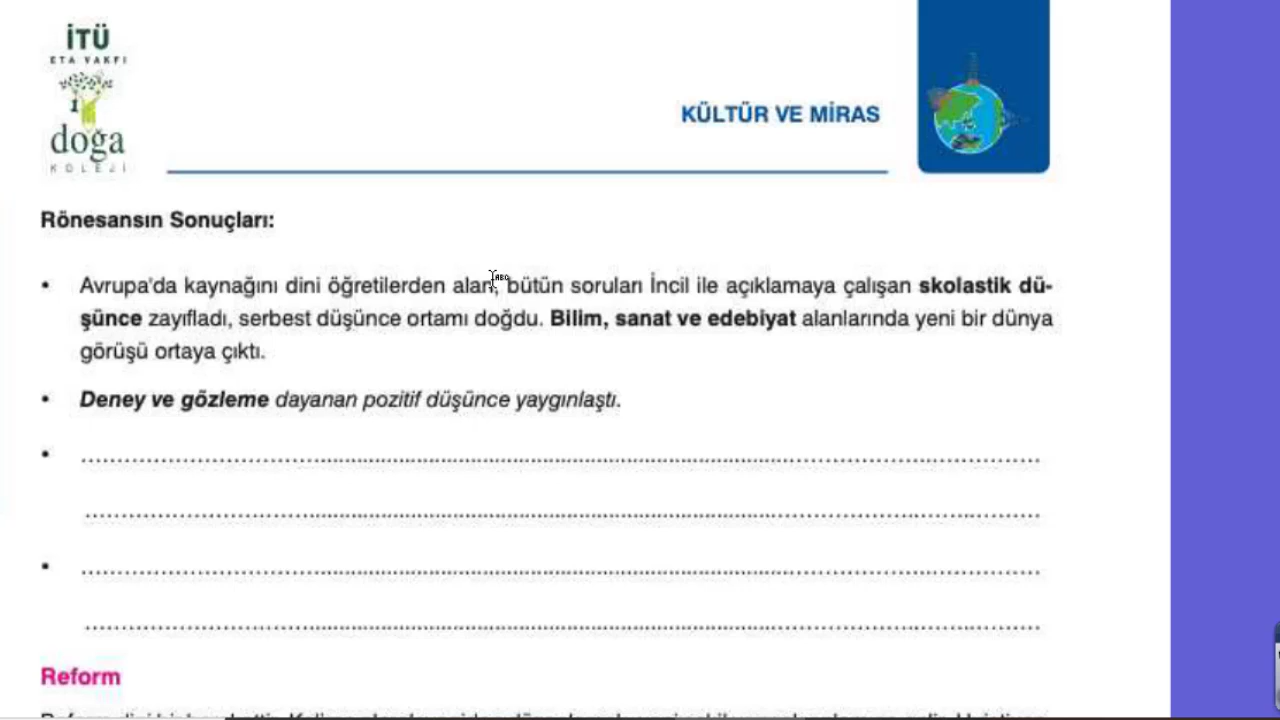 İTÜ
ETA VAKFI
1
doğa
KOLEJİ
KÜLTÜR VE MİRAS
Rönesansın Sonuçları:
• Avrupa'da kaynağını dini öğretilerden alan, bütün soruları İncil ile açıklamaya çalışan skolastik dü-
şünce zayıfladı, serbest düşünce ortamı doğdu. Bilim, sanat ve edebiyat alanlarında yeni bir dünya
görüşü ortaya çıktı.
• Deney ve gözleme dayanan pozitif düşünce yaygınlaştı.
Reform